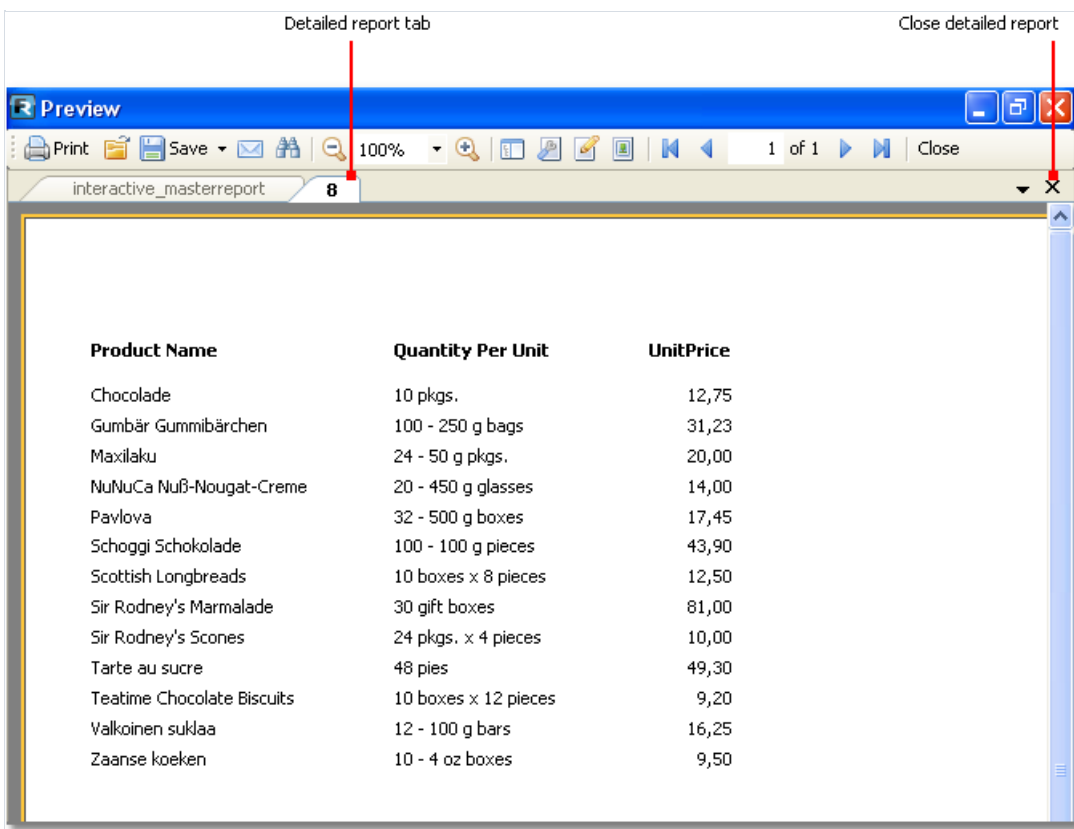 Detailed report tab Close detailed report
Preview
Print Save 100% 1 of 1 Close
interactive_masterreport 8
Product Name Quantity Per Unit UnitPrice
Chocolade 10 pkgs. 12,75
Gumbär Gummibärchen 100 - 250 g bags 31,23
Maxilaku 24 - 50 g pkgs. 20,00
NuNuCa Nuß-Nougat-Creme 20 - 450 g glasses 14,00
Pavlova 32 - 500 g boxes 17,45
Schoggi Schokolade 100 - 100 g pieces 43,90
Scottish Longbreads 10 boxes x 8 pieces 12,50
Sir Rodney's Marmalade 30 gift boxes 81,00
Sir Rodney's Scones 24 pkgs. x 4 pieces 10,00
Tarte au sucre 48 pies 49,30
Teatime Chocolate Biscuits 10 boxes x 12 pieces 9,20
Valkoinen suklaa 12 - 100 g bars 16,25
Zaanse koeken 10 - 4 oz boxes 9,50